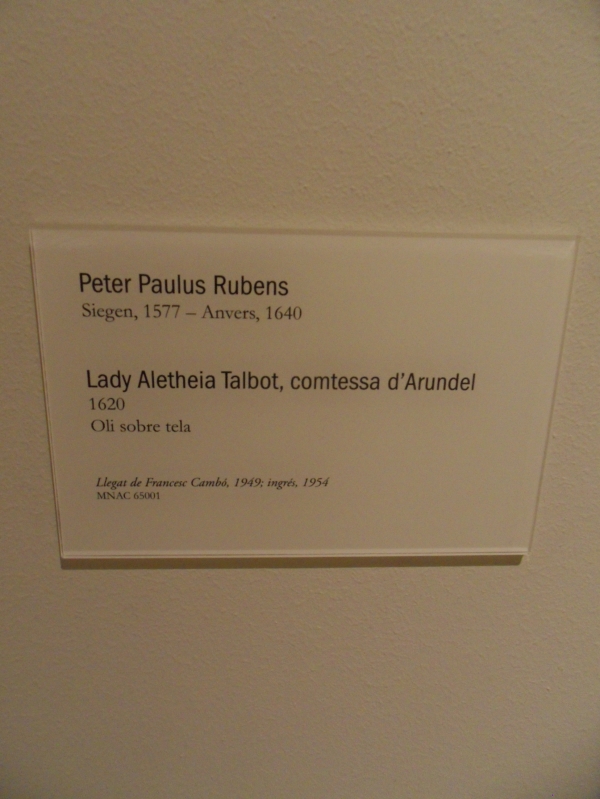 Peter Paulus Rubens
Siegen, 1577 – Anvers, 1640
Lady Aletheia Talbot, comtessa d'Arundel
1620
Oli sobre tela
Llegat de Francesc Cambó, 1949; ingrés, 1954
MNAC 65001